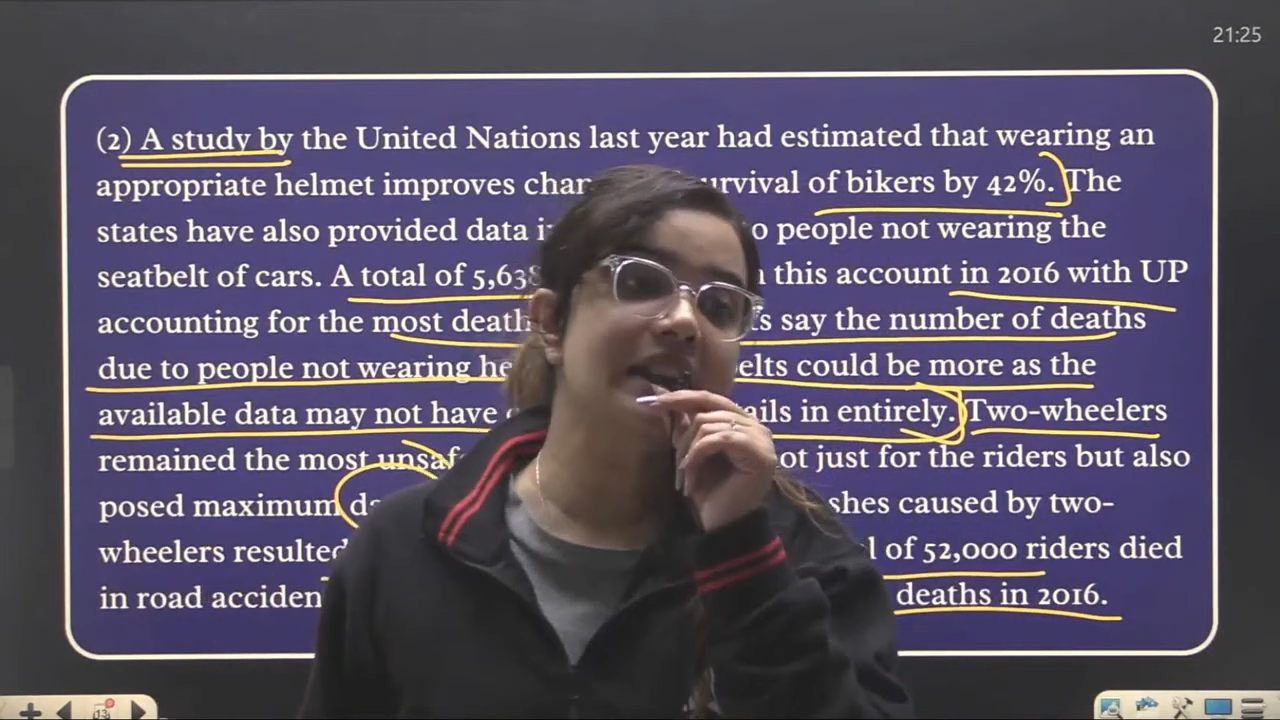 21:25
(2) A study by the United Nations last year had estimated that wearing an
appropriate helmet improves survival of bikers by 42%. The
states have also provided data people not wearing the
seatbelt of cars. A total of this account in 2016 with UP
accounting for the most say the number of deaths
due to people not wearing could be more as the
available data may not have in entirely. Two-wheelers
remained the most not just for the riders but also
posed maximum caused by two-
wheelers resulted of 52,000 riders died
in road deaths in 2016.
13